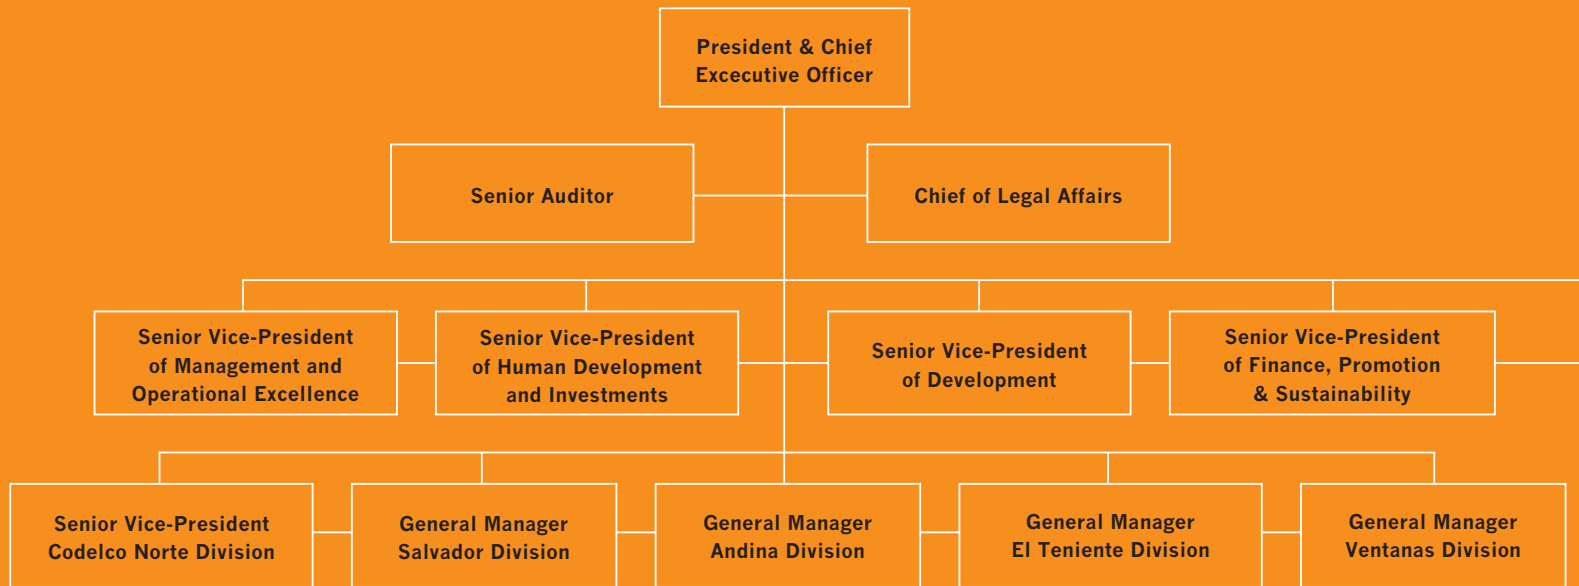 President & Chief
Excecutive Officer
Senior Auditor
Chief of Legal Affairs
Senior Vice-President
of Management and
Operational Excellence
Senior Vice-President
of Human Development
and Investments
Senior Vice-President
of Development
Senior Vice-President
of Finance, Promotion
& Sustainability
Senior Vice-President
Codelco Norte Division
General Manager
Salvador Division
General Manager
Andina Division
General Manager
El Teniente Division
General Manager
Ventanas Division